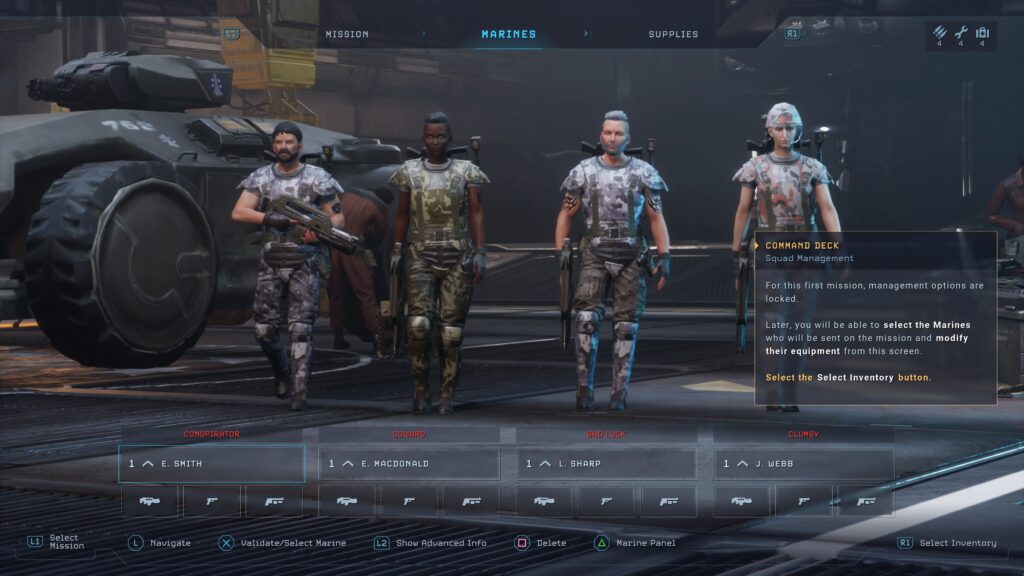 L1
MISSION
MARINES
SUPPLIES
R1
4 4 4
COMMAND DECK
Squad Management
For this first mission, management options are
locked.
Later, you will be able to select the Marines
who will be sent on the mission and modify
their equipment from this screen.
Select the Select Inventory button.
CONSPIRATOR
COWARD
BAD LUCK
CLUMSY
1 E. SMITH
1 E. MACDONALD
1 L. SHARP
1 J. WEBB
L1 Select
Mission
L Navigate
Validate/Select Marine
L2 Show Advanced Info
Delete
Marine Panel
R1 Select Inventory